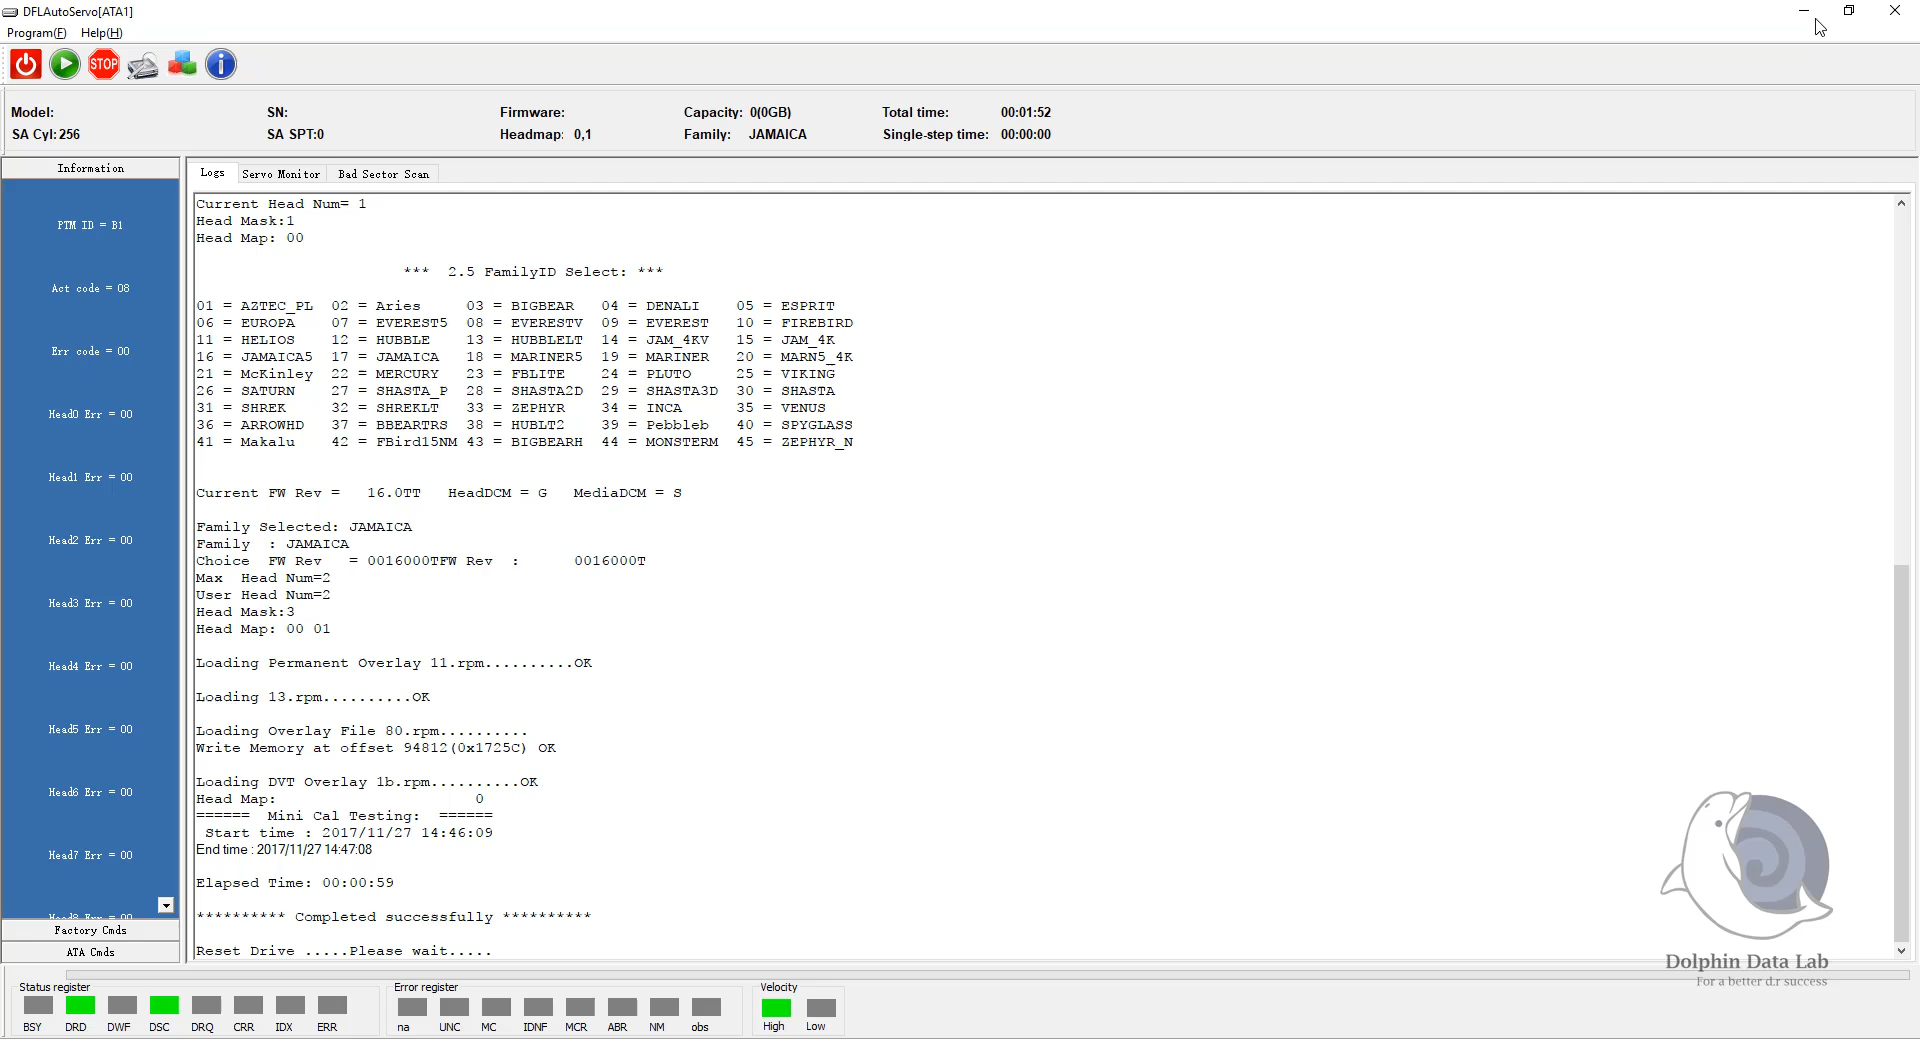 DFLAutoServo[ATA1]
Program(F) Help(H)
STOP
Model: SN: Firmware: Capacity: 0(0GB) Total time: 00:01:52
SA Cyl: 256 SA SPT:0 Headmap: 0,1 Family: JAMAICA Single-step time: 00:00:00
Information
PTM ID = B1
Act code = 08
Err code = 00
Head0 Err = 00
Head1 Err = 00
Head2 Err = 00
Head3 Err = 00
Head4 Err = 00
Head5 Err = 00
Head6 Err = 00
Head7 Err = 00
Head8 Err = 00
Factory Cmds
ATA Cmds
Logs Servo Monitor Bad Sector Scan
Current Head Num= 1
Head Mask:1
Head Map: 00
*** 2.5 FamilyID Select: ***
01 = AZTEC_PL 02 = Aries 03 = BIGBEAR 04 = DENALI 05 = ESPRIT
06 = EUROPA 07 = EVEREST5 08 = EVERESTV 09 = EVEREST 10 = FIREBIRD
11 = HELIOS 12 = HUBBLE 13 = HUBBLELT 14 = JAM_4KV 15 = JAM_4K
16 = JAMAICA5 17 = JAMAICA 18 = MARINER5 19 = MARINER 20 = MARN5_4K
21 = McKinley 22 = MERCURY 23 = FBLITE 24 = PLUTO 25 = VIKING
26 = SATURN 27 = SHASTA_P 28 = SHASTA2D 29 = SHASTA3D 30 = SHASTA
31 = SHREK 32 = SHREKLT 33 = ZEPHYR 34 = INCA 35 = VENUS
36 = ARROWHD 37 = BBEARTRS 38 = HUBLT2 39 = Pebbleb 40 = SPYGLASS
41 = Makalu 42 = FBird15NM 43 = BIGBEARH 44 = MONSTERM 45 = ZEPHYR_N
Current FW Rev = 16.0TT HeadDCM = G MediaDCM = S
Family Selected: JAMAICA
Family : JAMAICA
Choice FW Rev = 0016000TFW Rev : 0016000T
Max Head Num=2
User Head Num=2
Head Mask:3
Head Map: 00 01
Loading Permanent Overlay 11.rpm..........OK
Loading 13.rpm..........OK
Loading Overlay File 80.rpm..........
Write Memory at offset 94812(0x1725C) OK
Loading DVT Overlay 1b.rpm..........OK
Head Map: 0
====== Mini Cal Testing: ======
Start time : 2017/11/27 14:46:09
End time : 2017/11/27 14:47:08
Elapsed Time: 00:00:59
********** Completed successfully **********
Reset Drive .....Please wait.....
Dolphin Data Lab
For a better d.r success
Status register Error register Velocity
BSY DRD DWF DSC DRQ CRR IDX ERR na UNC MC IDNF MCR ABR NM obs High Low